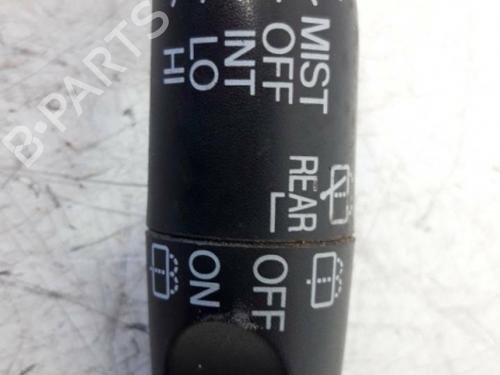 MIST
OFF
INT
LO
HI
REAR
OFF
ON
B-PARTS